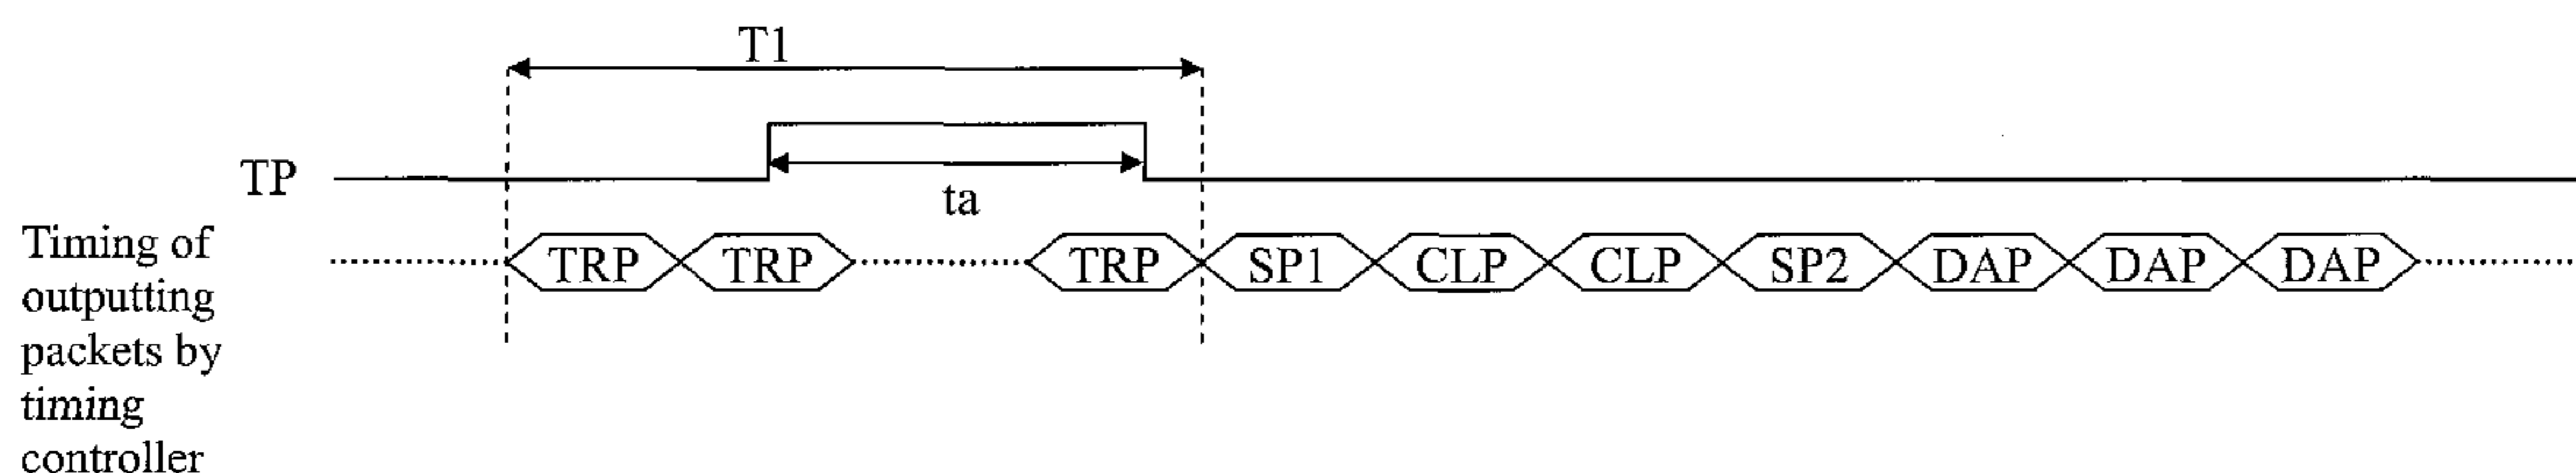 T1
TP
ta
Timing of
outputting
packets by
timing
controller
TRP TRP TRP SP1 CLP CLP SP2 DAP DAP DAP